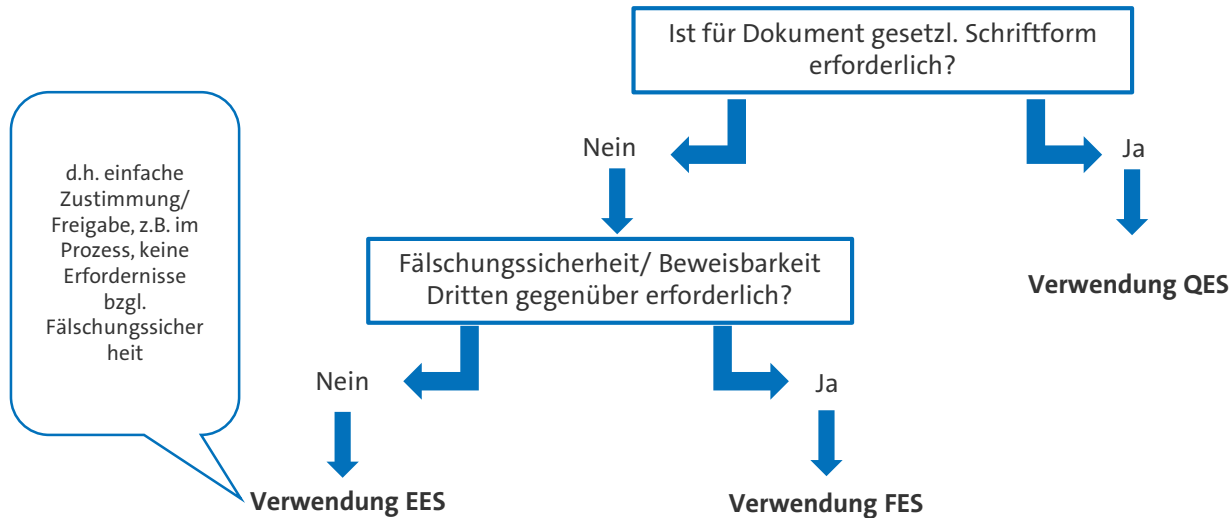 Ist für Dokument gesetzl. Schriftform
erforderlich?
Nein
Ja
d.h. einfache
Zustimmung/
Freigabe, z.B. im
Prozess, keine
Erfordernisse
bzgl.
Fälschungssicher
heit
Fälschungssicherheit/ Beweisbarkeit
Dritten gegenüber erforderlich?
Verwendung QES
Nein
Ja
Verwendung EES
Verwendung FES